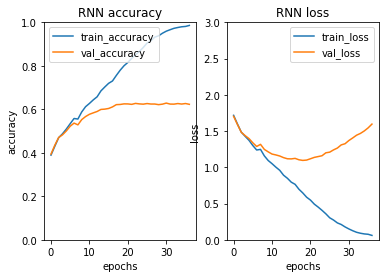 RNN accuracy
train_accuracy
val_accuracy
accuracy
1.0
0.8
0.6
0.4
0.2
0.0
0
10
20
30
epochs
RNN loss
train_loss
val_loss
loss
3.0
2.5
2.0
1.5
1.0
0.5
0.0
0
10
20
30
epochs